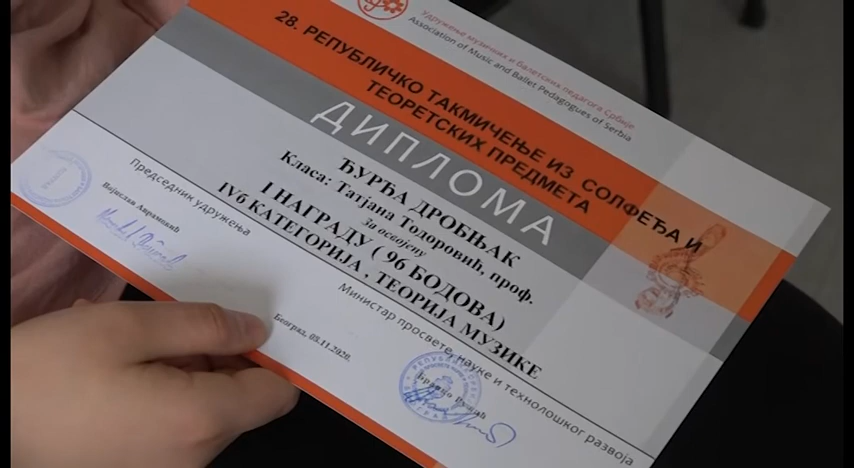 Удружење музичких и балетских педагога Србије
Association of Music and Ballet Pedagogues of Serbia
28. РЕПУБЛИЧКО ТАКМИЧЕЊЕ ИЗ СОЛФЕЂА И
ТЕОРЕТСКИХ ПРЕДМЕТА
ДИПЛОМА
ЂУРЂА ДРОБЊАК
Класа: Татјана Тодоровић, проф.
За освојену
I НАГРАДУ ( 96 БОДОВА)
IVб КАТЕГОРИЈА , ТЕОРИЈА МУЗИКЕ
Председник удружења
Војислав
Београд, 08.11.2020.
Министар просвете, науке и технолошког развоја
Бранко Ружић